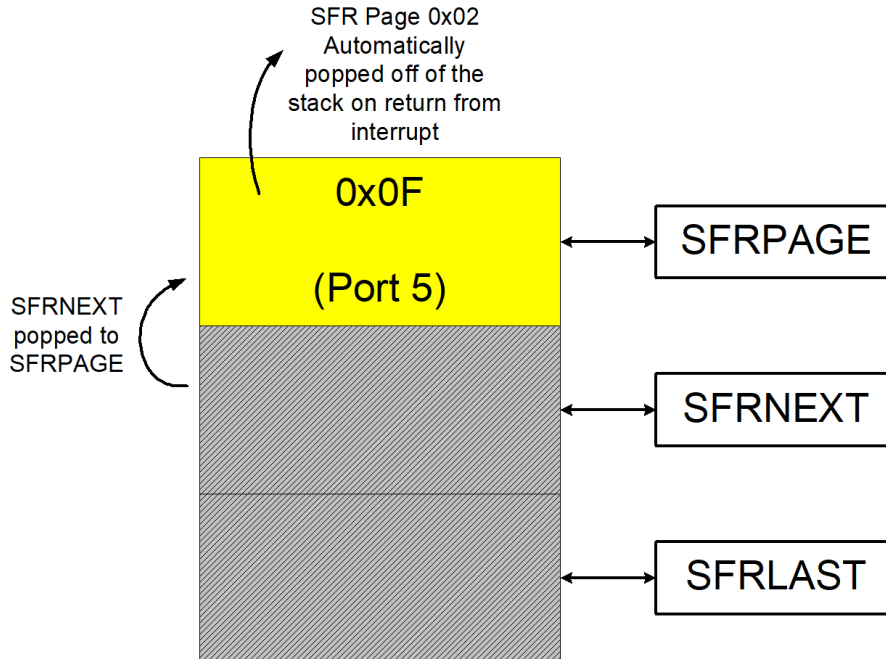 SFR Page 0x02
Automatically
popped off of the
stack on return from
interrupt
0x0F
(Port 5)
SFRPAGE
SFRNEXT
popped to
SFRPAGE
SFRNEXT
SFRLAST